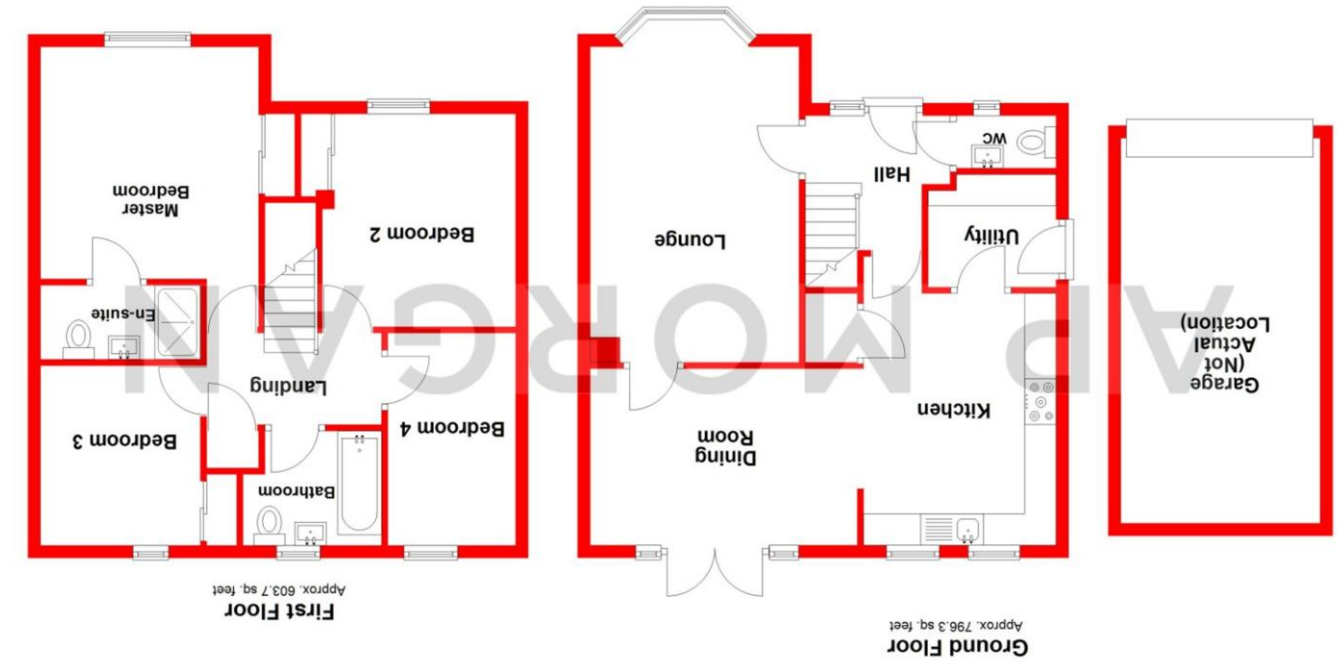 Ground Floor
Approx. 796.3 sq. feet
First Floor
Approx. 603.7 sq. feet
Garage
(Not
Actual
Location)
Kitchen
Dining
Room
Utility
Lounge
Hall
WC
Bedroom 4
Bathroom
Bedroom 3
Landing
En-suite
Bedroom 2
Master
Bedroom
AP MORGAN